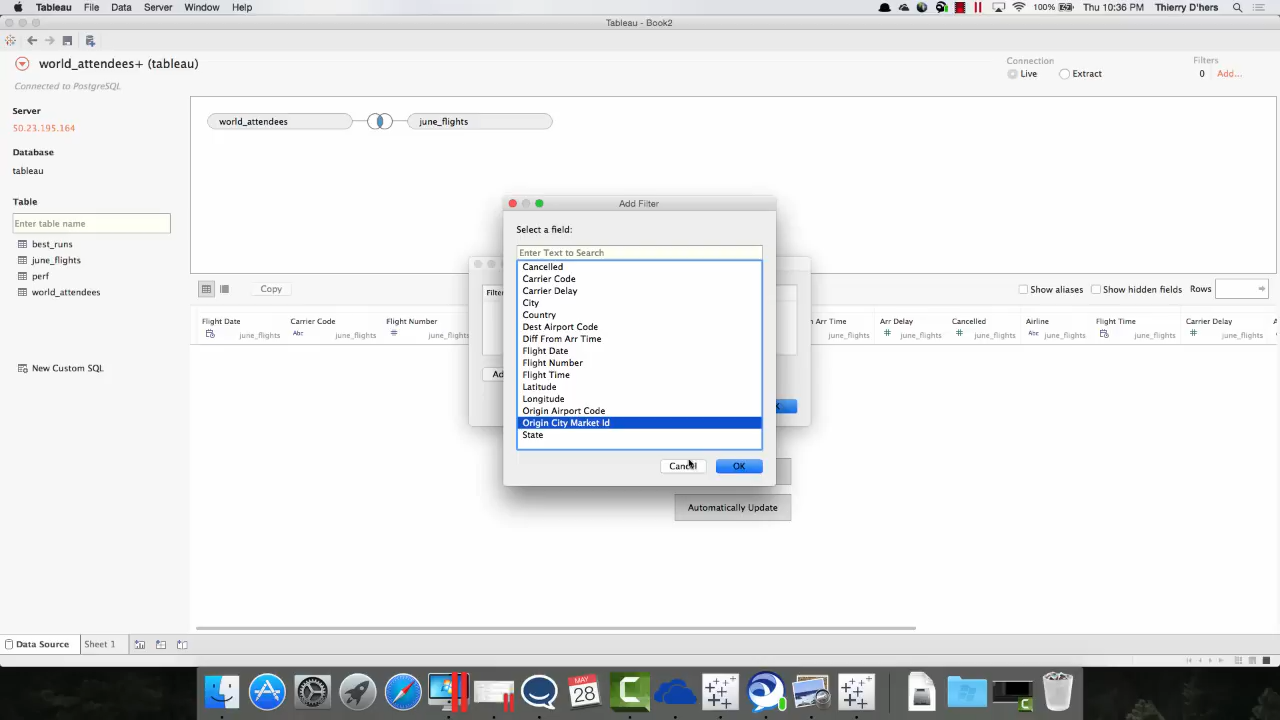 Tableau File Data Server Window Help
100% Thu 10:36 PM Thierry D'hers
Tableau - Book2
world_attendees+ (tableau)
Connected to PostgreSQL
Connection
Live Extract
Filters
0 Add...
Server
50.23.195.164
Database
tableau
Table
Enter table name
best_runs
june_flights
perf
world_attendees
New Custom SQL
world_attendees june_flights
Add Filter
Select a field:
Enter Text to Search
Cancelled
Carrier Code
Carrier Delay
City
Country
Dest Airport Code
Diff From Arr Time
Flight Date
Flight Number
Flight Time
Latitude
Longitude
Origin Airport Code
Origin City Market Id
State
Cancel OK
Automatically Update
Copy
Show aliases Show hidden fields Rows
Flight Date Carrier Code Flight Number Arr Time Arr Delay Cancelled Airline Flight Time Carrier Delay
june_flights Abc june_flights june_flights june_flights june_flights june_flights Abc june_flights june_flights june_flights
Data Source Sheet 1
MAY
28